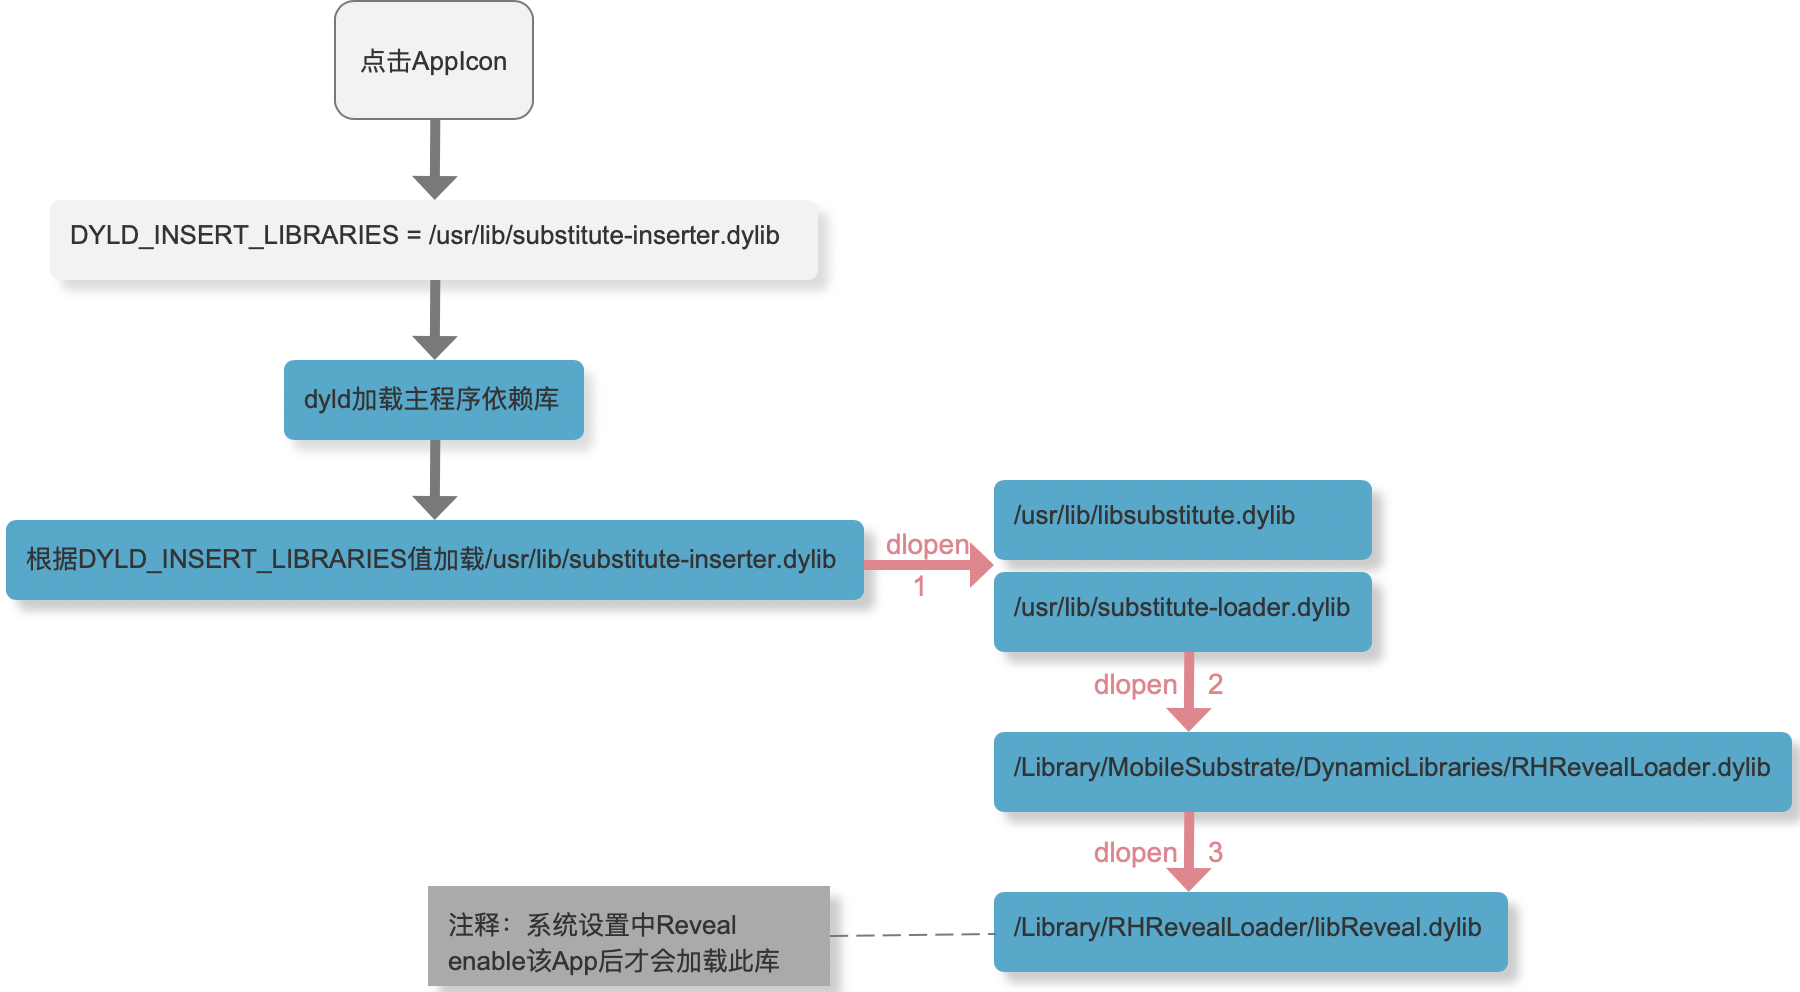 点击AppIcon
DYLD_INSERT_LIBRARIES = /usr/lib/substitute-inserter.dylib
dyld加载主程序依赖库
根据DYLD_INSERT_LIBRARIES值加载/usr/lib/substitute-inserter.dylib
dlopen
1
/usr/lib/libsubstitute.dylib
/usr/lib/substitute-loader.dylib
dlopen 2
/Library/MobileSubstrate/DynamicLibraries/RHRevealLoader.dylib
dlopen 3
/Library/RHRevealLoader/libReveal.dylib
注释：系统设置中Reveal
enable该App后才会加载此库